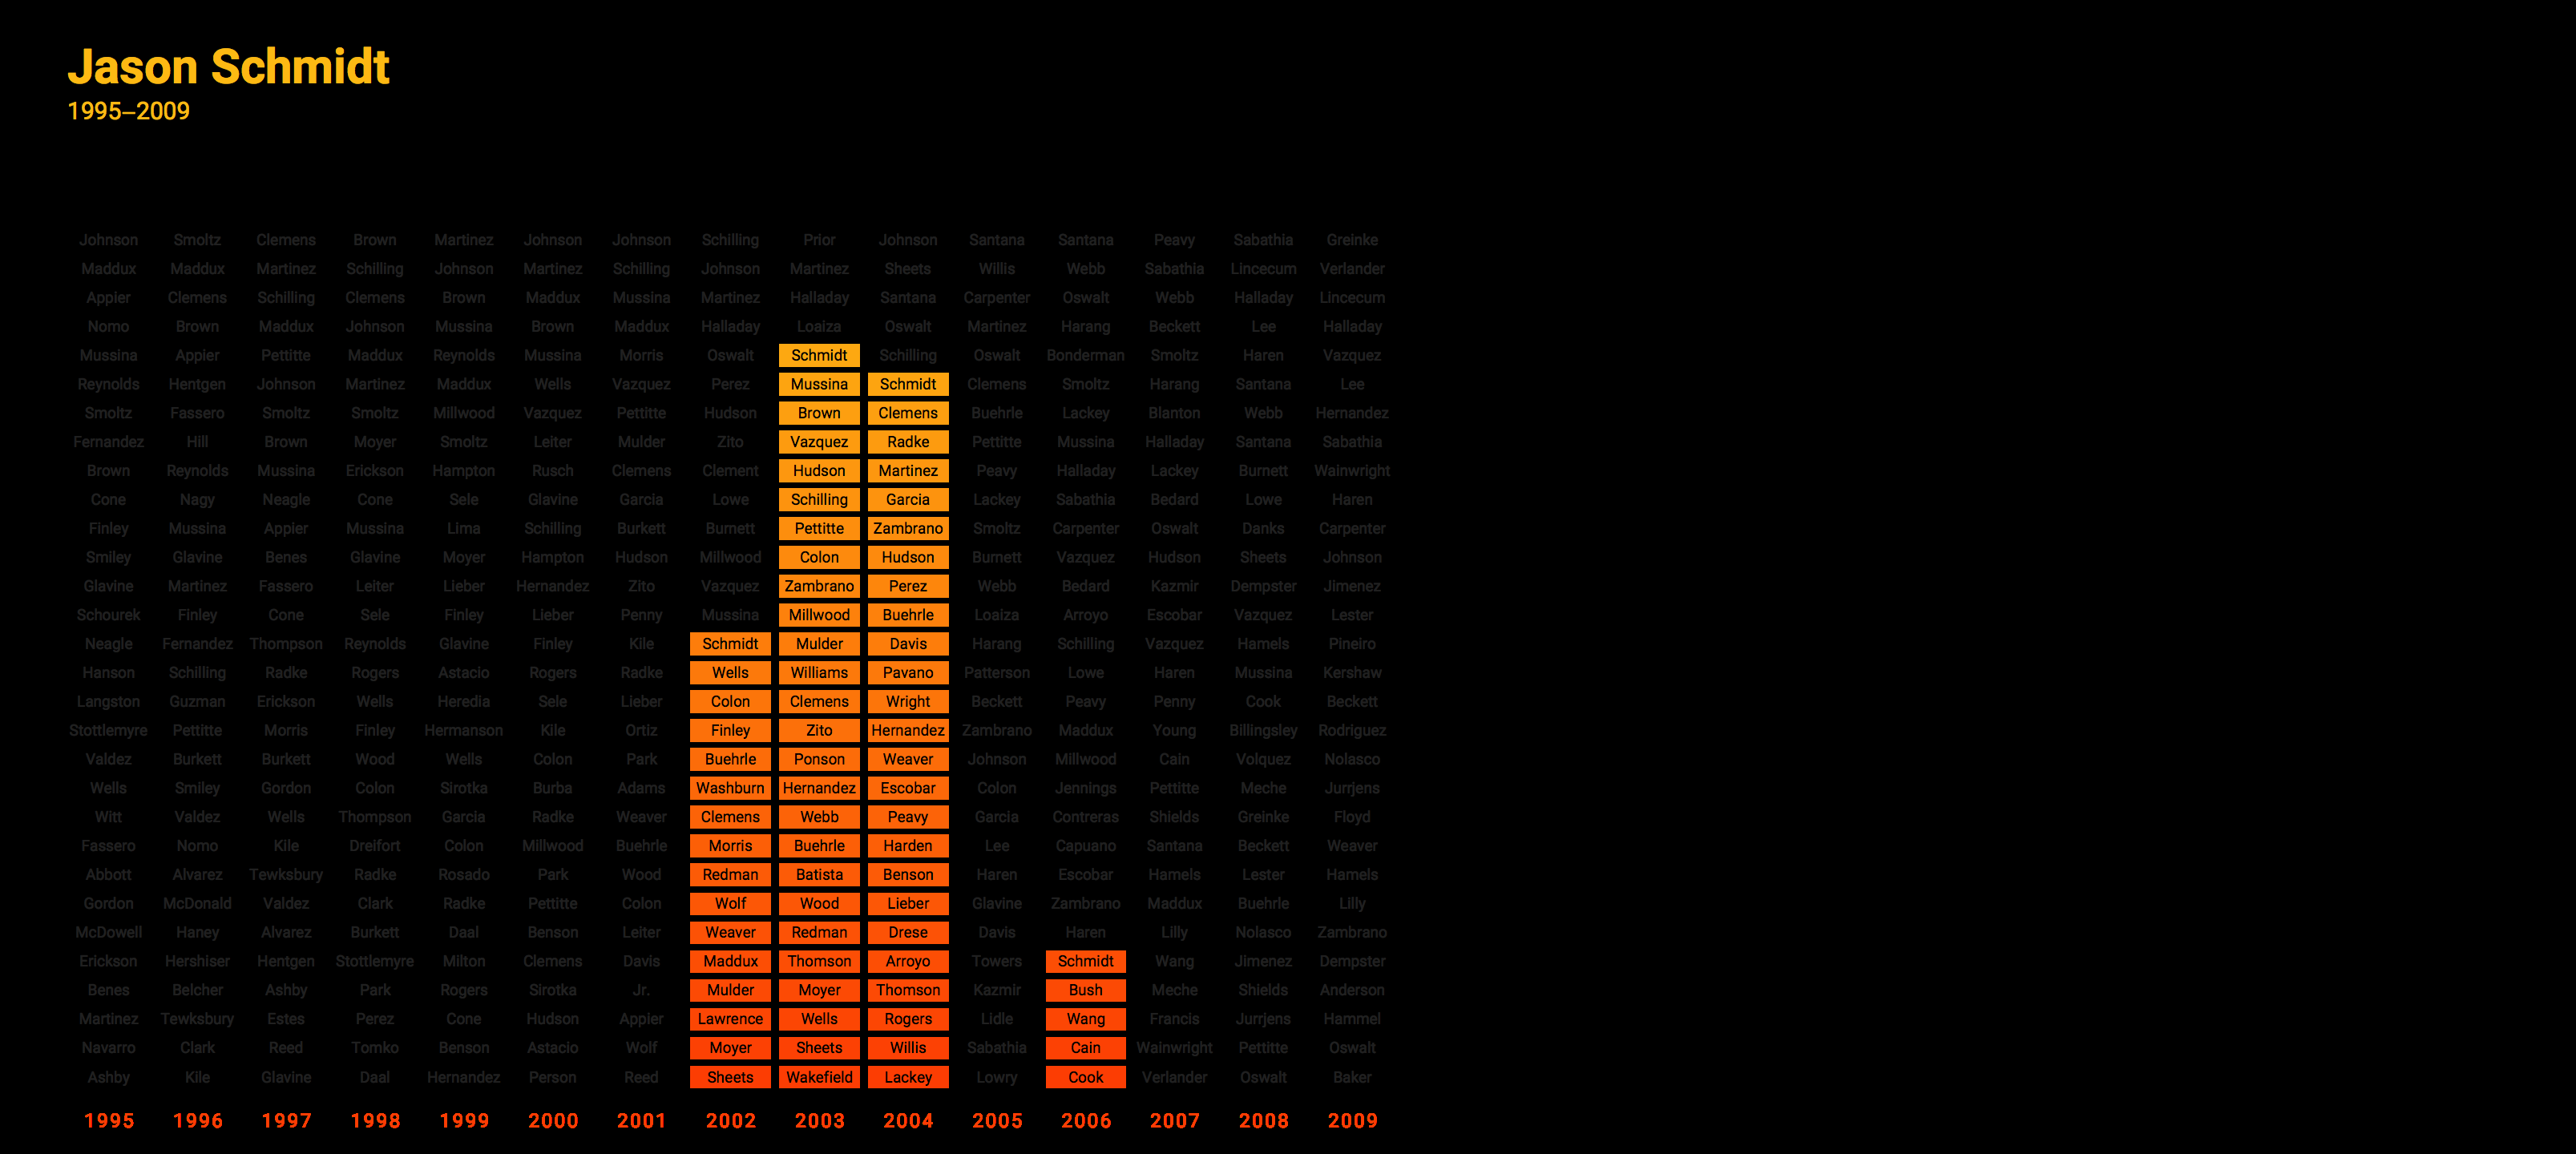 Jason Schmidt
1995–2009
Johnson Smoltz Clemens Brown Martinez Johnson Johnson Schilling Prior Johnson Santana Santana Peavy Sabathia Greinke
Maddux Maddux Martinez Schilling Johnson Martinez Schilling Johnson Martinez Sheets Willis Webb Sabathia Lincecum Verlander
Appier Clemens Schilling Clemens Brown Maddux Mussina Martinez Halladay Santana Carpenter Oswalt Webb Halladay Lincecum
Nomo Brown Maddux Johnson Mussina Brown Maddux Halladay Loaiza Oswalt Martinez Harang Beckett Lee Halladay
Mussina Appier Pettitte Maddux Reynolds Mussina Morris Oswalt Schmidt Schilling Oswalt Bonderman Smoltz Haren Vazquez
Reynolds Hentgen Johnson Martinez Maddux Wells Vazquez Perez Mussina Schmidt Clemens Smoltz Harang Santana Lee
Smoltz Fassero Smoltz Smoltz Millwood Vazquez Pettitte Hudson Brown Clemens Buehrle Lackey Blanton Webb Hernandez
Fernandez Hill Brown Moyer Smoltz Leiter Mulder Zito Vazquez Radke Pettitte Mussina Halladay Santana Sabathia
Brown Reynolds Mussina Erickson Hampton Rusch Clemens Clement Hudson Martinez Peavy Halladay Lackey Burnett Wainwright
Cone Nagy Neagle Cone Sele Glavine Garcia Lowe Schilling Garcia Lackey Sabathia Bedard Lowe Haren
Finley Mussina Appier Mussina Lima Schilling Burkett Burnett Pettitte Zambrano Smoltz Carpenter Oswalt Danks Carpenter
Smiley Glavine Benes Glavine Moyer Hampton Hudson Millwood Colon Hudson Burnett Vazquez Hudson Sheets Johnson
Glavine Martinez Fassero Leiter Lieber Hernandez Zito Vazquez Zambrano Perez Webb Bedard Kazmir Dempster Jimenez
Schourek Finley Cone Sele Finley Lieber Penny Mussina Millwood Buehrle Loaiza Arroyo Escobar Vazquez Lester
Neagle Fernandez Thompson Reynolds Glavine Finley Kile Schmidt Mulder Davis Harang Schilling Vazquez Hamels Pineiro
Hanson Schilling Radke Rogers Astacio Rogers Radke Wells Williams Pavano Patterson Lowe Haren Mussina Kershaw
Langston Guzman Erickson Wells Heredia Sele Lieber Colon Clemens Wright Beckett Peavy Penny Cook Beckett
Stottlemyre Pettitte Morris Finley Hermanson Kile Ortiz Finley Zito Hernandez Zambrano Maddux Young Billingsley Rodriguez
Valdez Burkett Burkett Wood Wells Colon Park Buehrle Ponson Weaver Johnson Millwood Cain Volquez Nolasco
Wells Smiley Gordon Colon Sirotka Burba Adams Washburn Hernandez Escobar Colon Jennings Pettitte Meche Jurrjens
Witt Valdez Wells Thompson Garcia Radke Weaver Clemens Webb Peavy Garcia Contreras Shields Greinke Floyd
Fassero Nomo Kile Dreifort Colon Millwood Buehrle Morris Buehrle Harden Lee Capuano Santana Beckett Weaver
Abbott Alvarez Tewksbury Radke Rosado Park Wood Redman Batista Benson Haren Escobar Hamels Lester Hamels
Gordon McDonald Valdez Clark Radke Pettitte Colon Wolf Wood Lieber Glavine Zambrano Maddux Buehrle Lilly
McDowell Haney Alvarez Burkett Daal Benson Leiter Weaver Redman Drese Davis Haren Lilly Nolasco Zambrano
Erickson Hershiser Hentgen Stottlemyre Milton Clemens Davis Maddux Thomson Arroyo Towers Schmidt Wang Jimenez Dempster
Benes Belcher Ashby Park Rogers Sirotka Jr. Mulder Moyer Thomson Kazmir Bush Meche Shields Anderson
Martinez Tewksbury Estes Perez Cone Hudson Appier Lawrence Wells Rogers Lidle Wang Francis Jurrjens Hammel
Navarro Clark Reed Tomko Benson Astacio Wolf Moyer Sheets Willis Sabathia Cain Wainwright Pettitte Oswalt
Ashby Kile Glavine Daal Hernandez Person Reed Sheets Wakefield Lackey Lowry Cook Verlander Oswalt Baker
1995 1996 1997 1998 1999 2000 2001 2002 2003 2004 2005 2006 2007 2008 2009